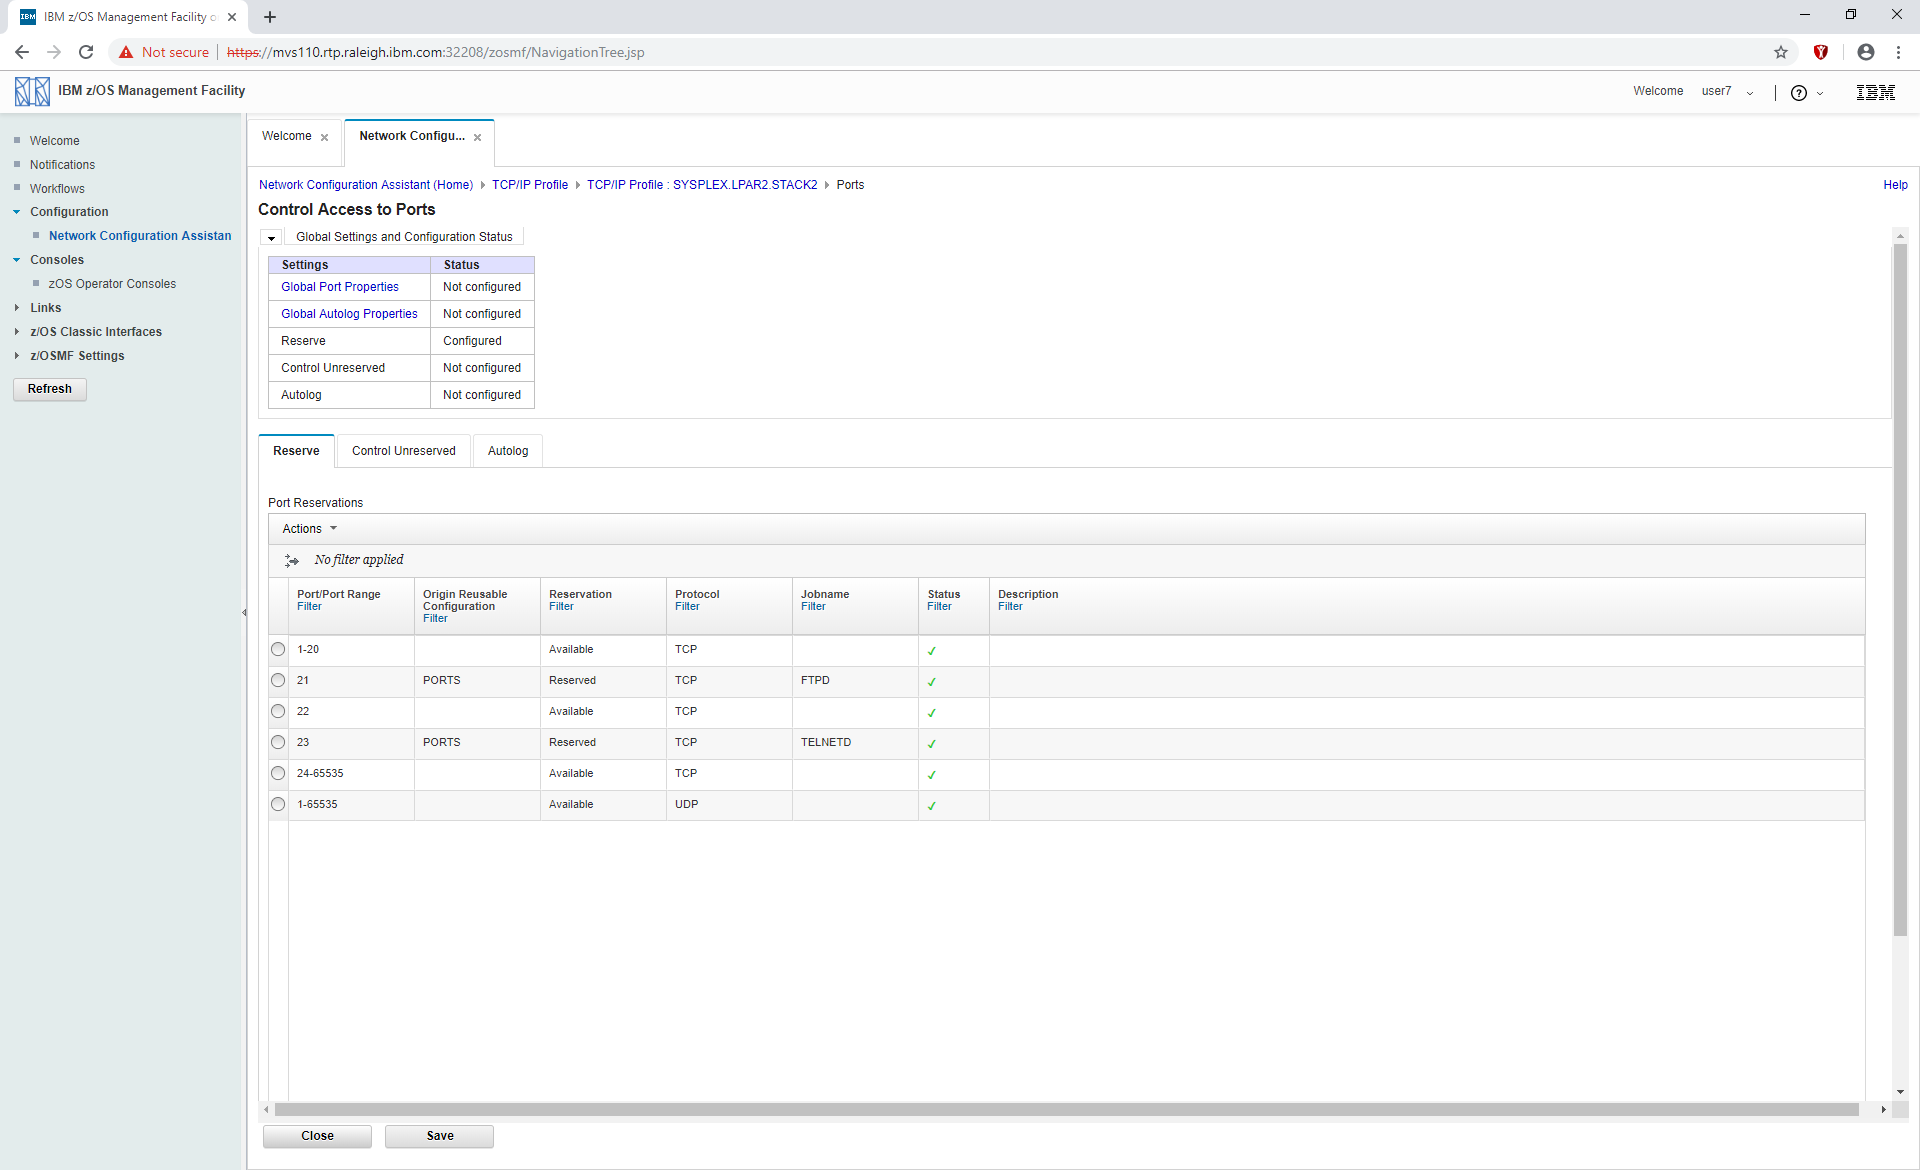 IBM
IBM z/OS Management Facility o
Not secure
https://mvs110.rtp.raleigh.ibm.com:32208/zosmf/NavigationTree.jsp
IBM z/OS Management Facility
Welcome user7
IBM
Welcome
Notifications
Workflows
Configuration
Network Configuration Assistan
Consoles
zOS Operator Consoles
Links
z/OS Classic Interfaces
z/OSMF Settings
Refresh
Welcome
Network Configu...
Network Configuration Assistant (Home) TCP/IP Profile TCP/IP Profile : SYSPLEX.LPAR2.STACK2 Ports
Help
Control Access to Ports
Global Settings and Configuration Status
Settings Status
Global Port Properties Not configured
Global Autolog Properties Not configured
Reserve Configured
Control Unreserved Not configured
Autolog Not configured
Reserve Control Unreserved Autolog
Port Reservations
Actions
No filter applied
Port/Port Range Origin Reusable Configuration Reservation Protocol Jobname Status Description
Filter Filter Filter Filter Filter Filter Filter
1-20 Available TCP
21 PORTS Reserved TCP FTPD
22 Available TCP
23 PORTS Reserved TCP TELNETD
24-65535 Available TCP
1-65535 Available UDP
Close Save